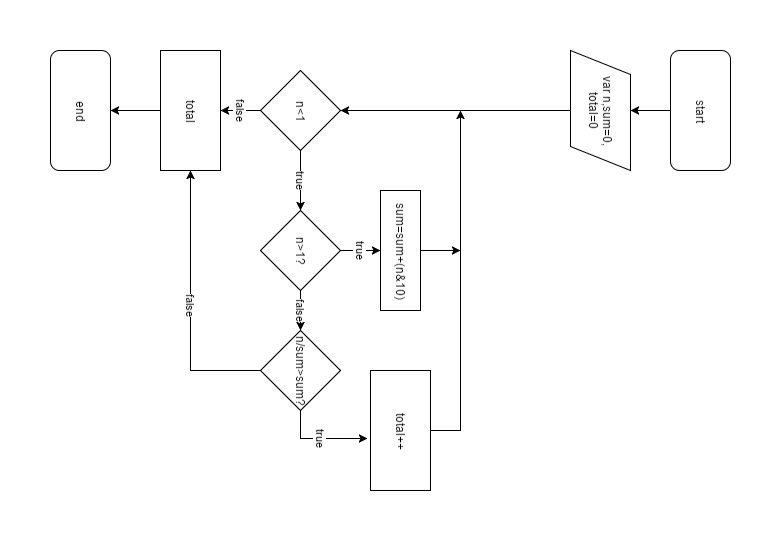 start
var n,sum=0,
total=0
n<1
false
total
end
true
n>1?
true
sum=sum+(n&10)
false
n/sum>sum?
false
true
total++